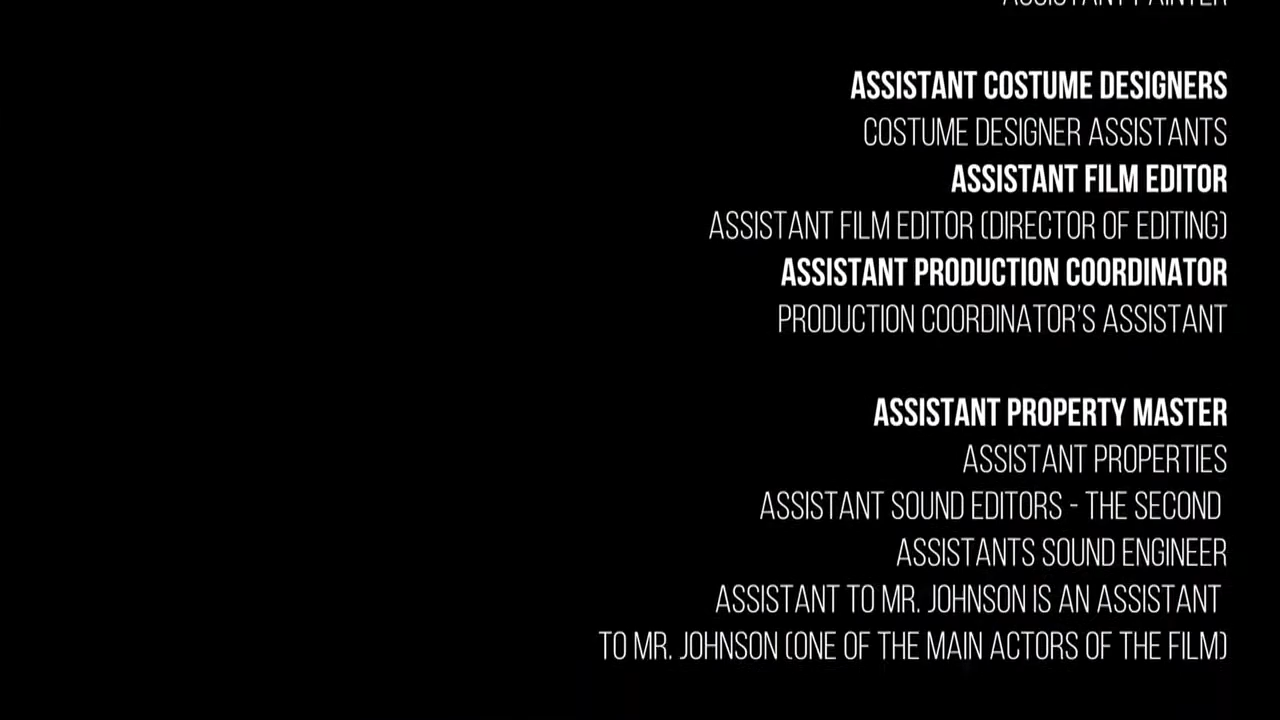 ASSISTANT PAINTER
ASSISTANT COSTUME DESIGNERS
COSTUME DESIGNER ASSISTANTS
ASSISTANT FILM EDITOR
ASSISTANT FILM EDITOR (DIRECTOR OF EDITING)
ASSISTANT PRODUCTION COORDINATOR
PRODUCTION COORDINATOR'S ASSISTANT
ASSISTANT PROPERTY MASTER
ASSISTANT PROPERTIES
ASSISTANT SOUND EDITORS - THE SECOND
ASSISTANTS SOUND ENGINEER
ASSISTANT TO MR. JOHNSON IS AN ASSISTANT
TO MR. JOHNSON (ONE OF THE MAIN ACTORS OF THE FILM)